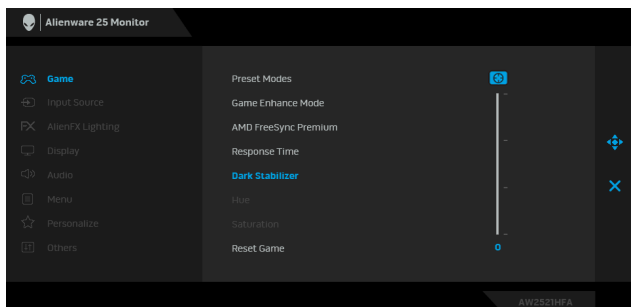 Alienware 25 Monitor
Game
Input Source
AlienFX Lighting
Display
Audio
Menu
Personalize
Others
Preset Modes
Game Enhance Mode
AMD FreeSync Premium
Response Time
Dark Stabilizer
Hue
Saturation
Reset Game
0
AW2521HFA